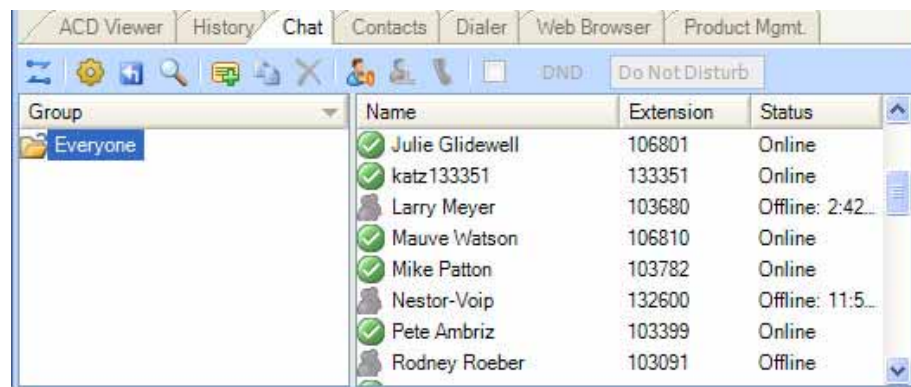 ACD Viewer History Chat Contacts Dialer Web Browser Product Mgmt.
DND Do Not Disturb
Group Name Extension Status
Everyone Julie Glidewell 106801 Online
katz133351 133351 Online
Larry Meyer 103680 Offline: 2:42...
Mauve Watson 106810 Online
Mike Patton 103782 Online
Nestor-Voip 132600 Offline: 11:5...
Pete Ambriz 103399 Online
Rodney Roeber 103091 Offline